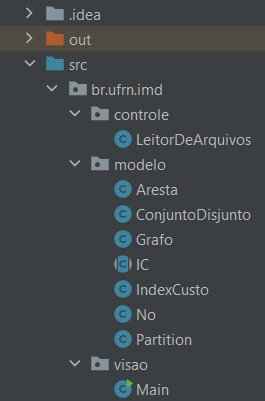 .idea
out
src
br.ufrn.imd
controle
LeitorDeArquivos
modelo
Aresta
ConjuntoDisjunto
Grafo
IC
IndexCusto
No
Partition
visao
Main